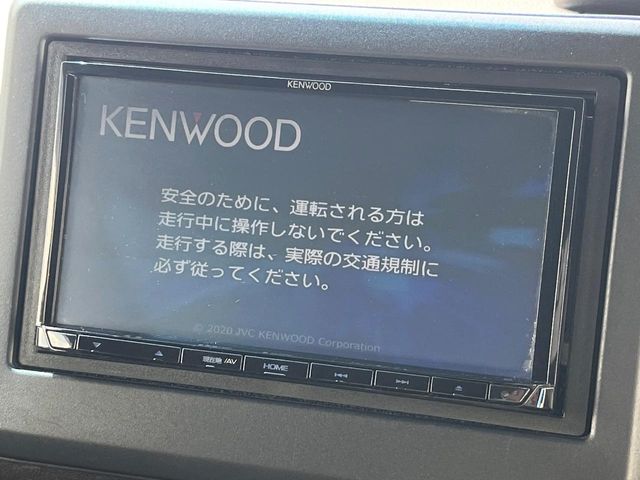 KENWOOD
KENWOOD
安全のために、運転される方は
走行中に操作しないでください。
走行する際は、実際の交通規制に
必ず従ってください。
© 2020 JVC KENWOOD Corporation
現在地 /AV HOME